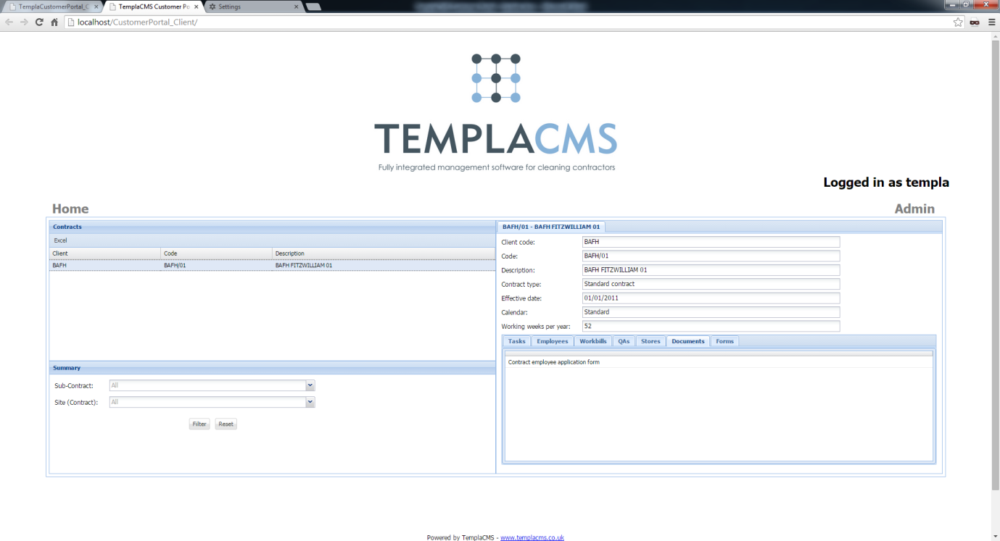 TemplaCustomerPortal_C
TemplaCMS Customer Po
Settings
localhost/CustomerPortal_Client/
TEMPLACMS
Fully integrated management software for cleaning contractors
Logged in as templa
Home
Admin
Contracts
Excel
Client Code Description
BAFH BAFH/01 BAFH FITZWILLIAM 01
Summary
Sub-Contract: All
Site (Contract): All
Filter Reset
BAFH/01 - BAFH FITZWILLIAM 01
Client code: BAFH
Code: BAFH/01
Description: BAFH FITZWILLIAM 01
Contract type: Standard contract
Effective date: 01/01/2011
Calendar: Standard
Working weeks per year: 52
Tasks Employees Workbills QAs Stores Documents Forms
Contract employee application form
Powered by TemplaCMS - www.templacms.co.uk